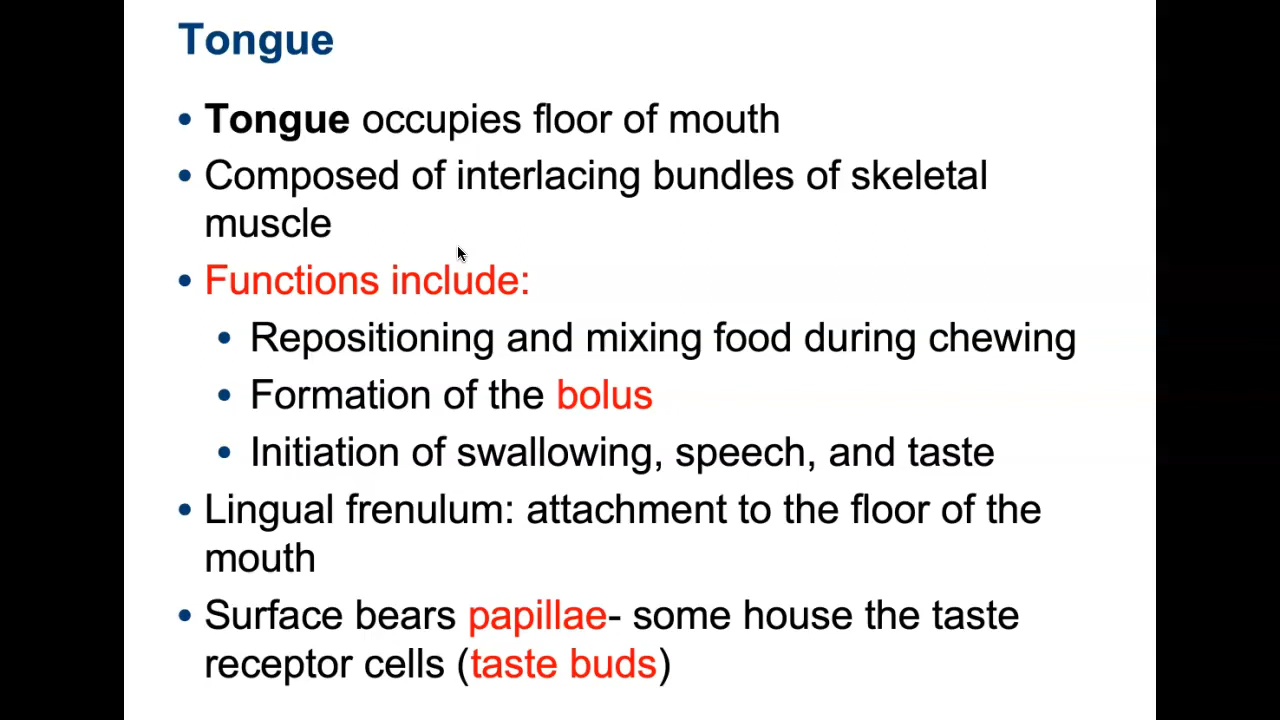 Tongue
• Tongue occupies floor of mouth
• Composed of interlacing bundles of skeletal
muscle
• Functions include:
• Repositioning and mixing food during chewing
• Formation of the bolus
• Initiation of swallowing, speech, and taste
• Lingual frenulum: attachment to the floor of the
mouth
• Surface bears papillae- some house the taste
receptor cells (taste buds)